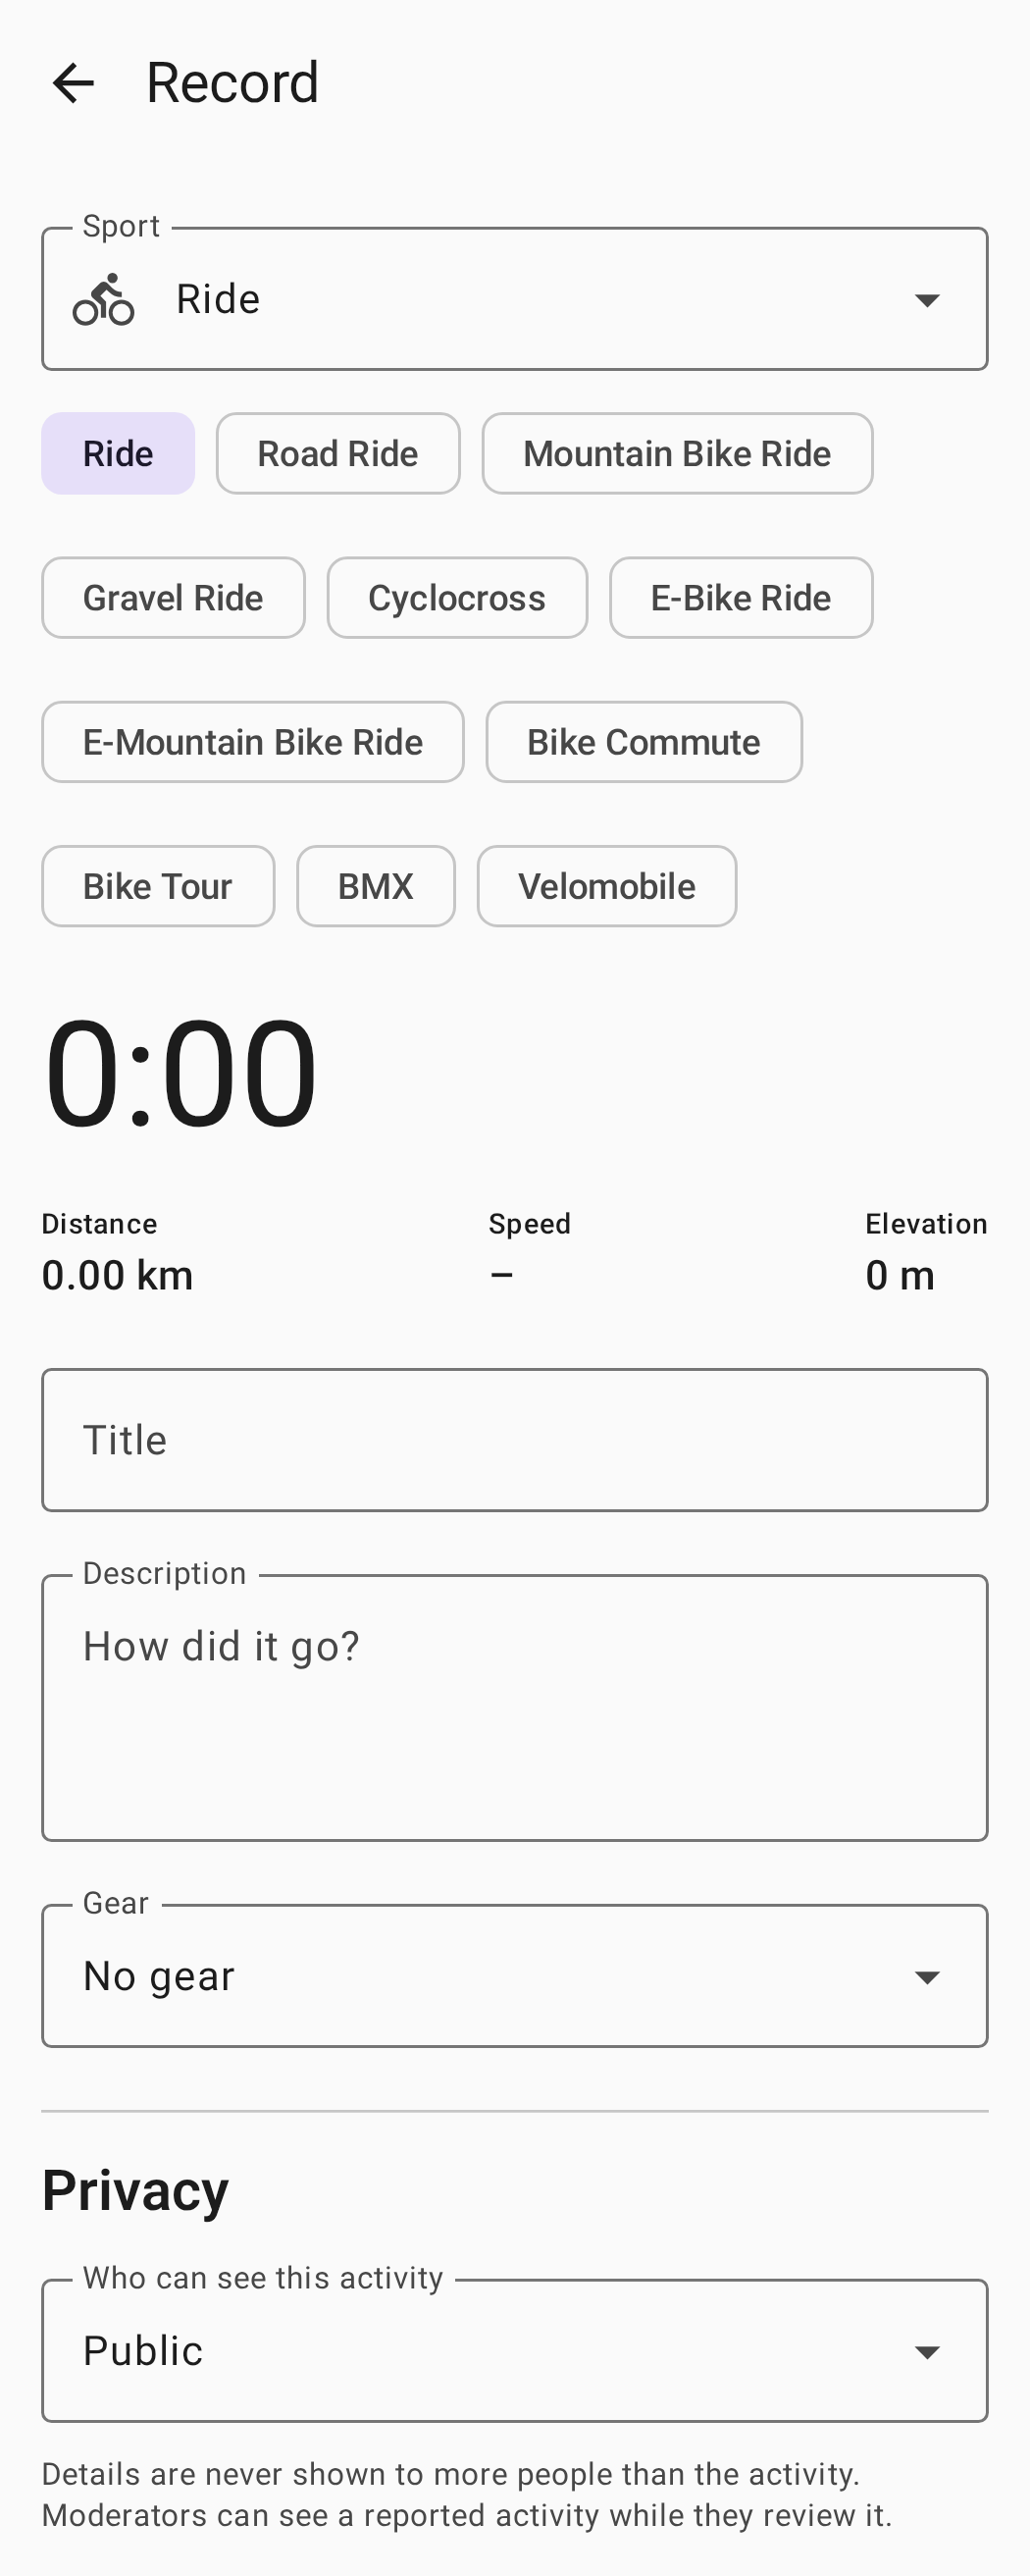 Record
Sport
Ride
Ride Road Ride Mountain Bike Ride
Gravel Ride Cyclocross E-Bike Ride
E-Mountain Bike Ride Bike Commute
Bike Tour BMX Velomobile
0:00
Distance Speed Elevation
0.00 km – 0 m
Title
Description
How did it go?
Gear
No gear
Privacy
Who can see this activity
Public
Details are never shown to more people than the activity.
Moderators can see a reported activity while they review it.